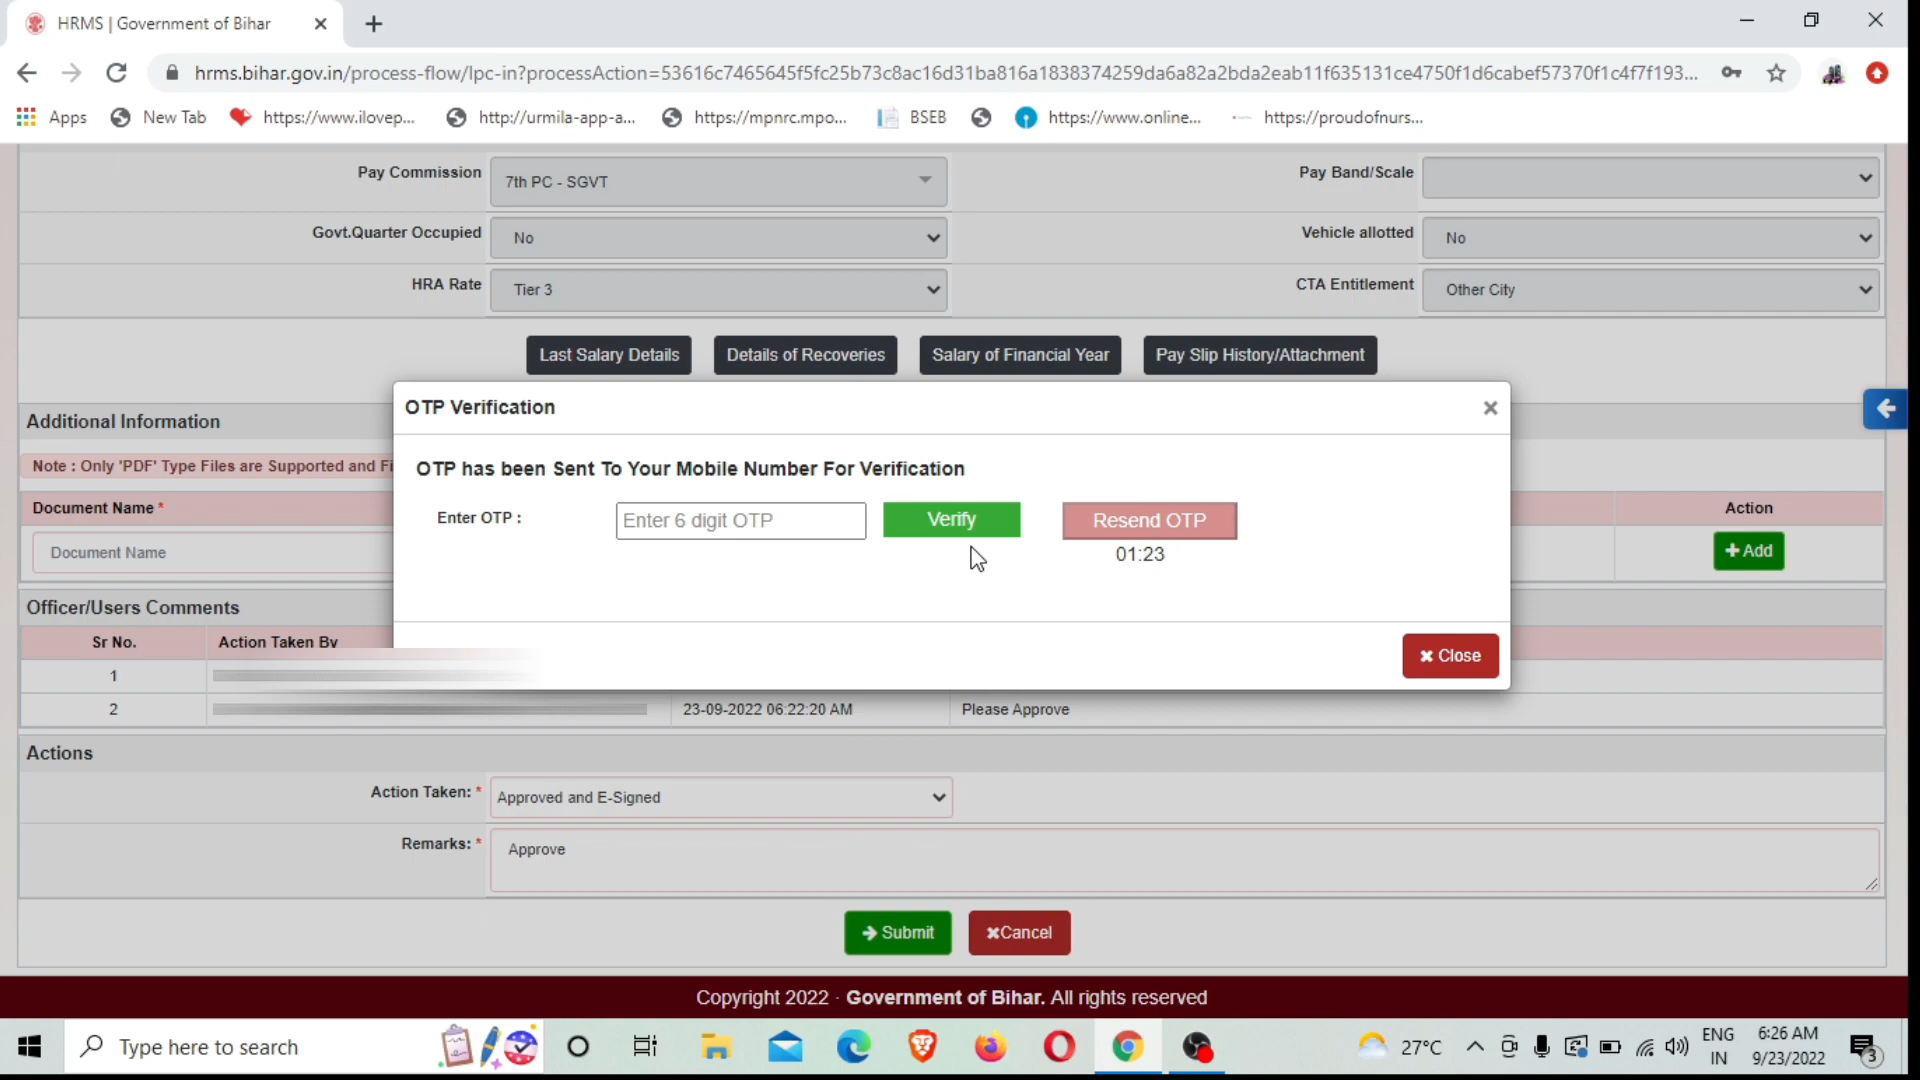 HRMS | Government of Bihar
hrms.bihar.gov.in/process-flow/lpc-in?processAction=53616c7465645f5fc25b73c8ac16d31ba816a1838374259da6a82a2bda2eab11f635131ce4750f1d6cabef57370f1c4f7f193...
Apps New Tab https://www.ilovep... http://urmila-app-a... https://mpnrc.mpo... BSEB https://www.online... https://proudofnurs...
Pay Commission 7th PC - SGVT Pay Band/Scale
Govt.Quarter Occupied No Vehicle allotted No
HRA Rate Tier 3 CTA Entitlement Other City
Last Salary Details Details of Recoveries Salary of Financial Year Pay Slip History/Attachment
OTP Verification ×
Additional Information
Note : Only 'PDF' Type Files are Supported and Fi
OTP has been Sent To Your Mobile Number For Verification
Document Name * Action
Enter OTP : Enter 6 digit OTP Verify Resend OTP
01:23
Document Name + Add
Officer/Users Comments
Sr No. Action Taken By
Close
1
2 23-09-2022 06:22:20 AM Please Approve
Actions
Action Taken: * Approved and E-Signed
Remarks: * Approve
Submit Cancel
Copyright 2022 · Government of Bihar. All rights reserved
Type here to search 27°C ENG IN 6:26 AM 9/23/2022 3